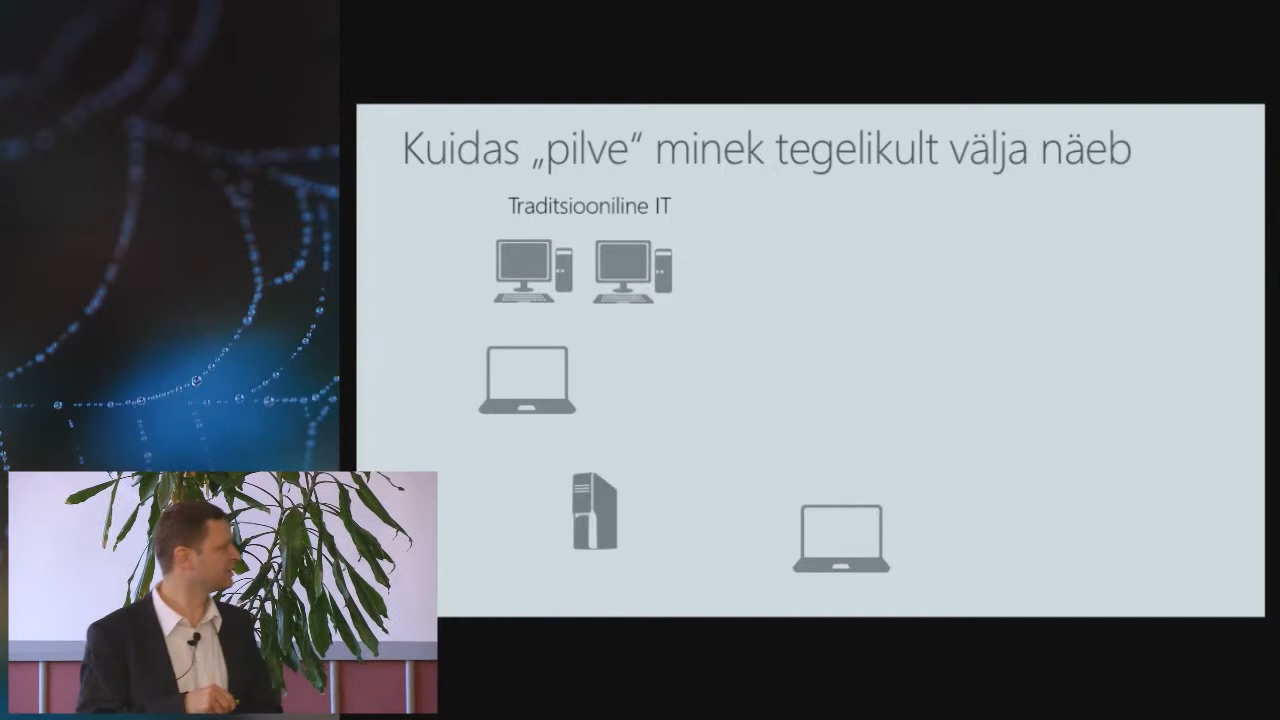 Kuidas „pilve“ minek tegelikult välja näeb
Traditsiooniline IT